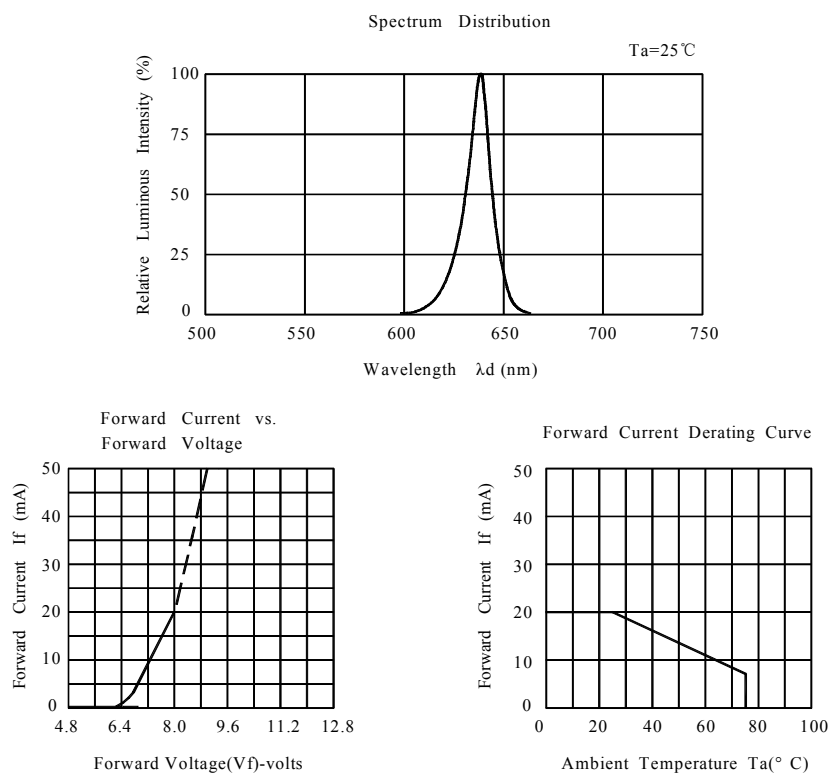 Spectrum Distribution
Ta=25℃
Relative Luminous Intensity (%)
100
75
50
25
0
500 550 600 650 700 750
Wavelength λd (nm)
Forward Current vs.
Forward Voltage
Forward Current If (mA)
50
40
30
20
10
0
4.8 6.4 8.0 9.6 11.2 12.8
Forward Voltage(Vf)-volts
Forward Current Derating Curve
Forward Current If (mA)
50
40
30
20
10
0
0 20 40 60 80 100
Ambient Temperature Ta(° C)